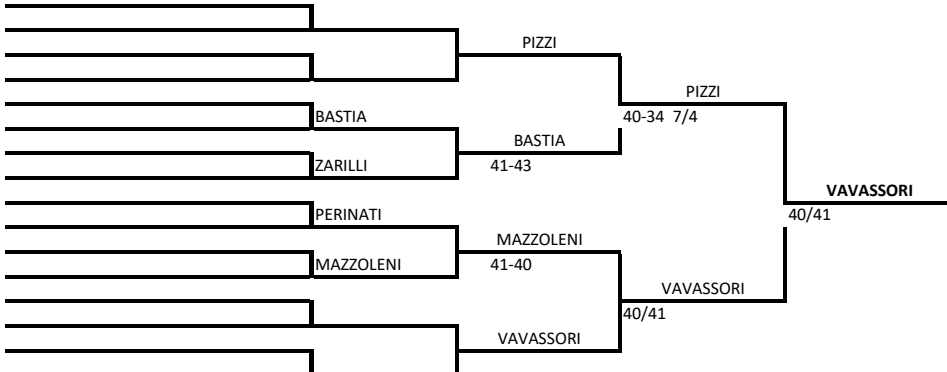 PIZZI
PIZZI
BASTIA
40-34 7/4
BASTIA
ZARILLI
41-43
VAVASSORI
PERINATI
40/41
MAZZOLENI
MAZZOLENI
41-40
VAVASSORI
40/41
VAVASSORI